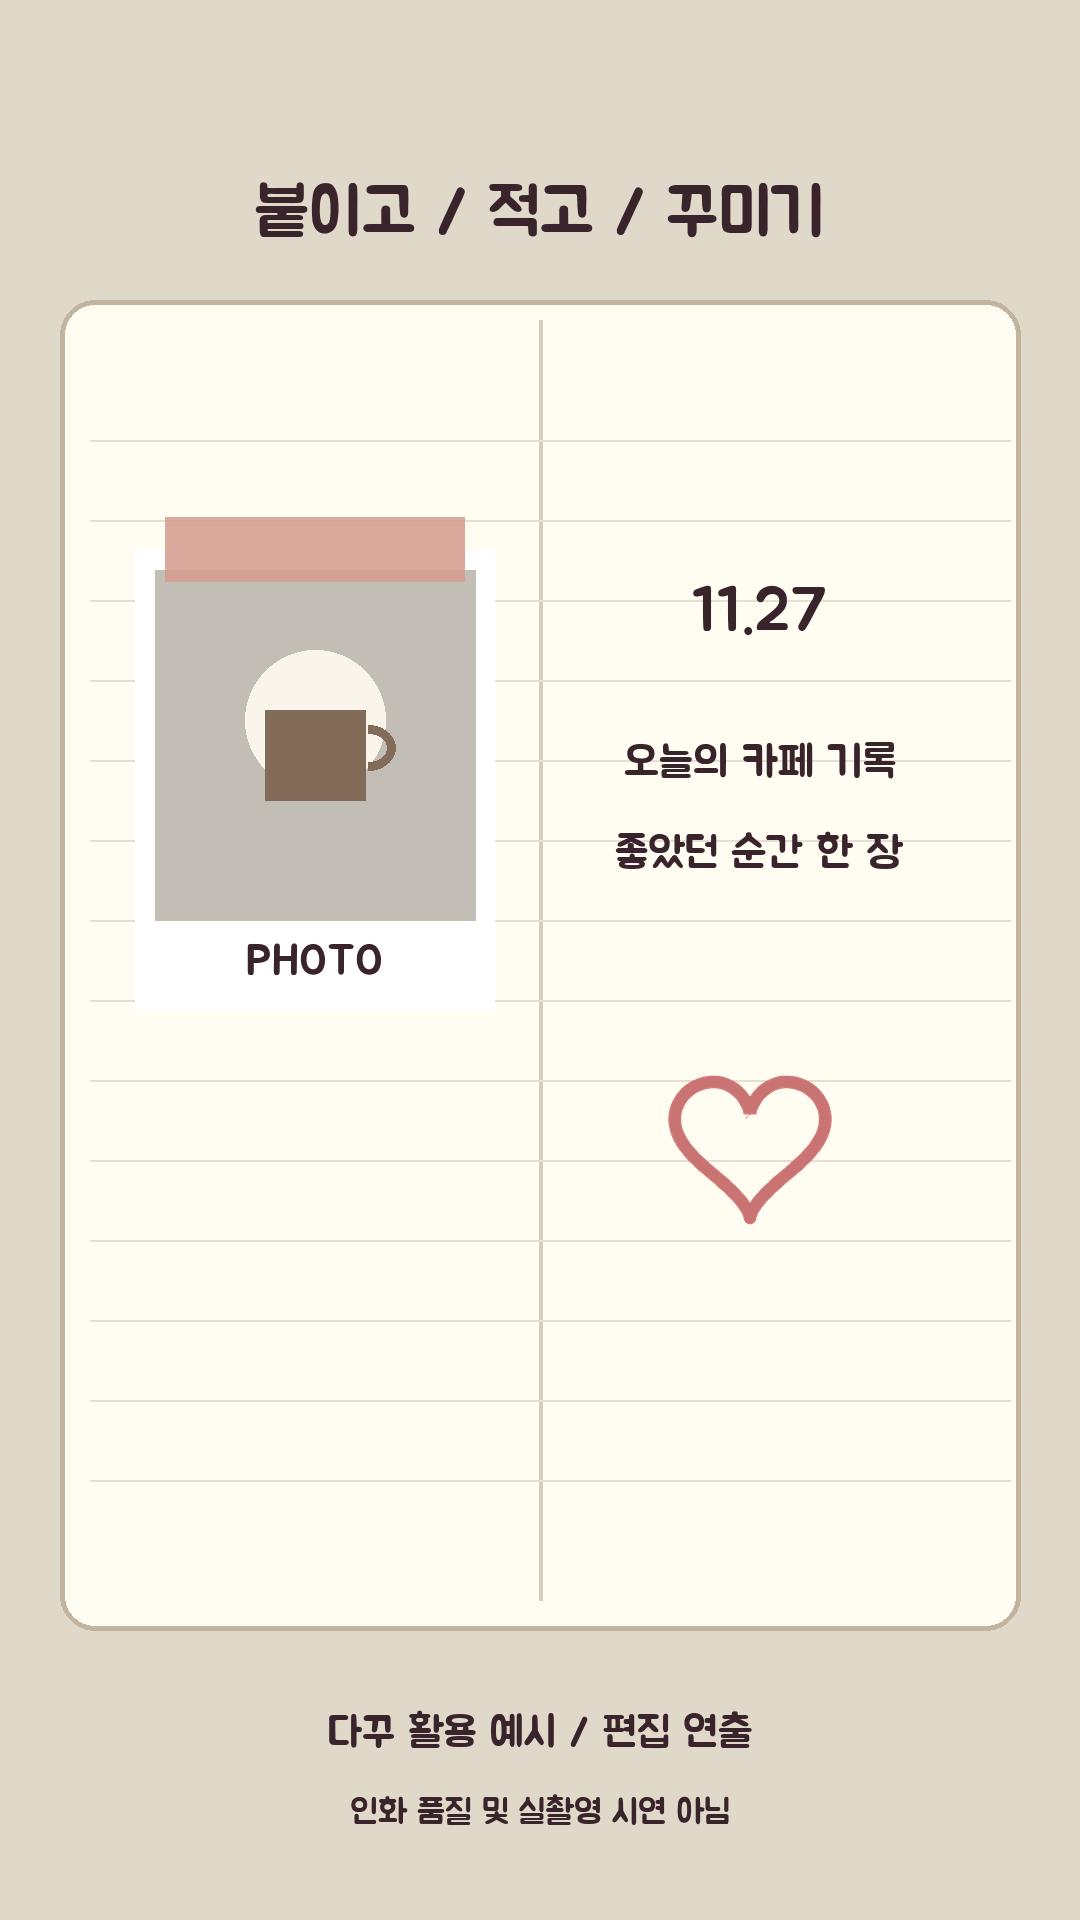 붙이고 / 적고 / 꾸미기
PHOTO
11.27
오늘의 카페 기록
좋았던 순간 한 장
다꾸 활용 예시 / 편집 연출
인화 품질 및 실촬영 시연 아님